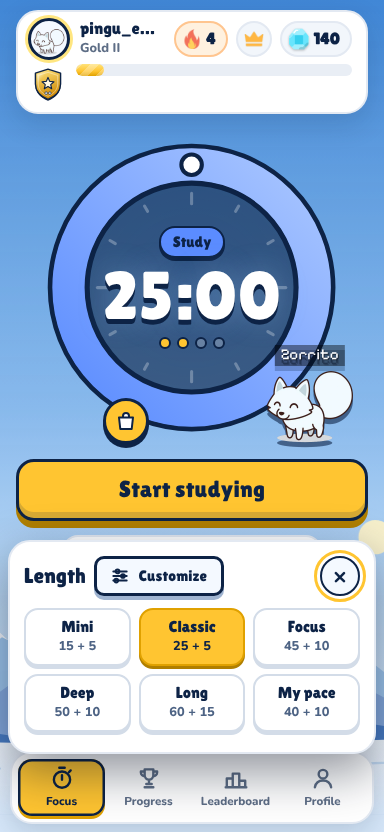 pingu_e...
Gold II
4
140
Study
25:00
Zorrito
Start studying
Length
Customize
Mini
15 + 5
Classic
25 + 5
Focus
45 + 10
Deep
50 + 10
Long
60 + 15
My pace
40 + 10
Focus
Progress
Leaderboard
Profile